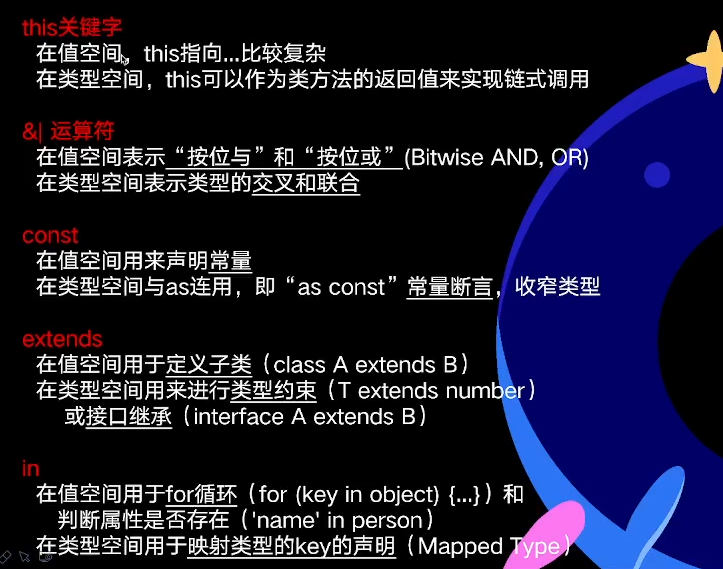 this关键字
在值空间，this指向...比较复杂
在类型空间，this可以作为类方法的返回值来实现链式调用
&| 运算符
在值空间表示“按位与”和“按位或”(Bitwise AND, OR)
在类型空间表示类型的交叉和联合
const
在值空间用来声明常量
在类型空间与as连用，即“as const”常量断言，收窄类型
extends
在值空间用于定义子类（class A extends B）
在类型空间用来进行类型约束（T extends number）
或接口继承（interface A extends B）
in
在值空间用于for循环（for (key in object) {...}）和
判断属性是否存在（'name' in person）
在类型空间用于映射类型的key的声明（Mapped Type）